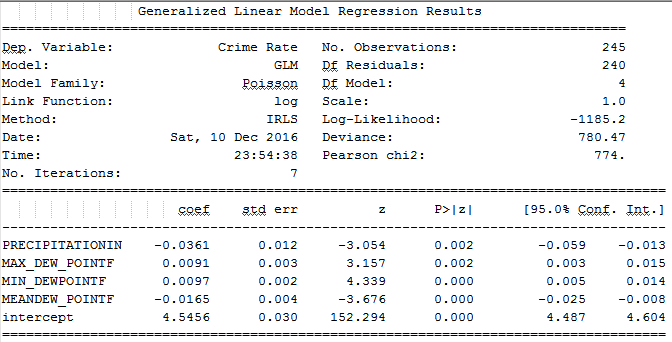 Generalized Linear Model Regression Results
==============================================================================
Dep. Variable: Crime Rate No. Observations: 245
Model: GLM Df Residuals: 240
Model Family: Poisson Df Model: 4
Link Function: log Scale: 1.0
Method: IRLS Log-Likelihood: -1185.2
Date: Sat, 10 Dec 2016 Deviance: 780.47
Time: 23:54:38 Pearson chi2: 774.
No. Iterations: 7
===================================================================================
coef std err z P>|z| [95.0% Conf. Int.]
-----------------------------------------------------------------------------------
PRECIPITATIONIN -0.0361 0.012 -3.054 0.002 -0.059 -0.013
MAX_DEW_POINTF 0.0091 0.003 3.157 0.002 0.003 0.015
MIN_DEWPOINTF 0.0097 0.002 4.339 0.000 0.005 0.014
MEANDEW_POINTF -0.0165 0.004 -3.676 0.000 -0.025 -0.008
intercept 4.5456 0.030 152.294 0.000 4.487 4.604
===================================================================================